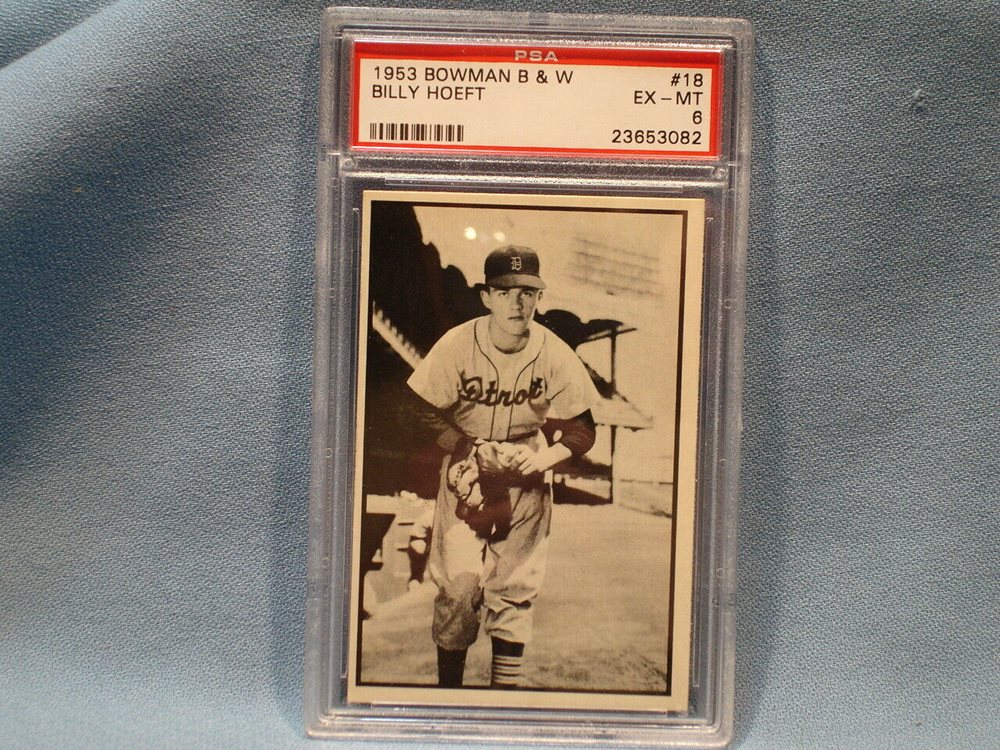 PSA
1953 BOWMAN B & W #18
BILLY HOEFT EX-MT
6
23653082
D
Detroit